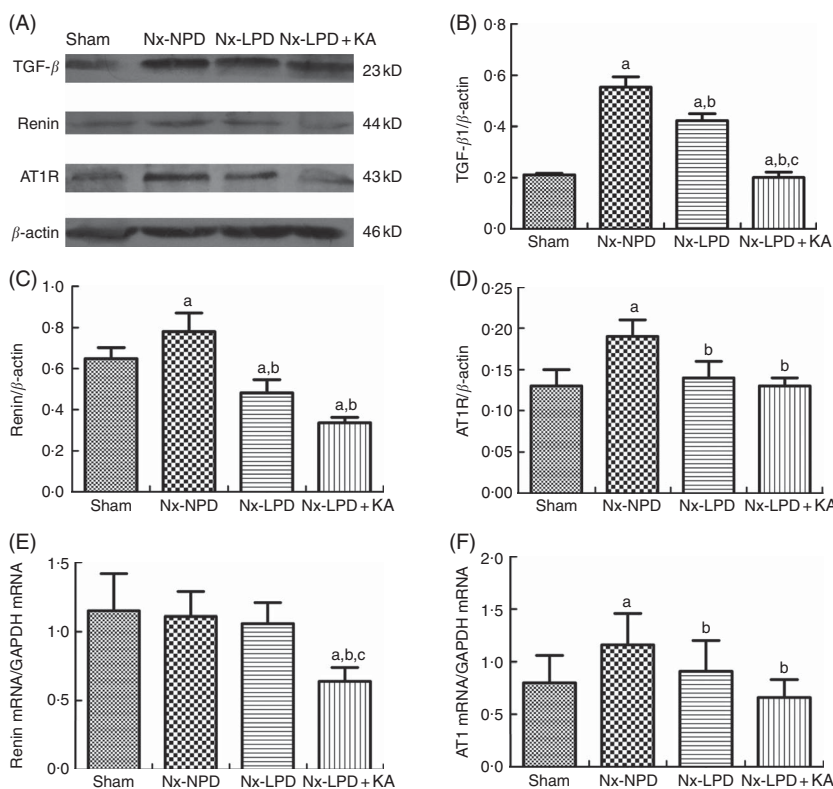 (A)
Sham Nx-NPD Nx-LPD Nx-LPD + KA
TGF-β 23 kD
Renin 44 kD
AT1R 43 kD
β-actin 46 kD
(B)
TGF-β1/β-actin
0·8
0·6
0·4
0·2
0·0
a
a,b
a,b,c
Sham Nx-NPD Nx-LPD Nx-LPD + KA
(C)
Renin/β-actin
1·0
0·8
0·6
0·4
0·2
0·0
a
a,b
a,b
Sham Nx-NPD Nx-LPD Nx-LPD + KA
(D)
AT1R/β-actin
0·25
0·20
0·15
0·10
0·05
0·00
a
b
b
Sham Nx-NPD Nx-LPD Nx-LPD + KA
(E)
Renin mRNA/GAPDH mRNA
1·5
1·0
0·5
0·0
a,b,c
Sham Nx-NPD Nx-LPD Nx-LPD + KA
(F)
AT1 mRNA/GAPDH mRNA
2·0
1·5
1·0
0·5
0·0
a
b
b
Sham Nx-NPD Nx-LPD Nx-LPD + KA